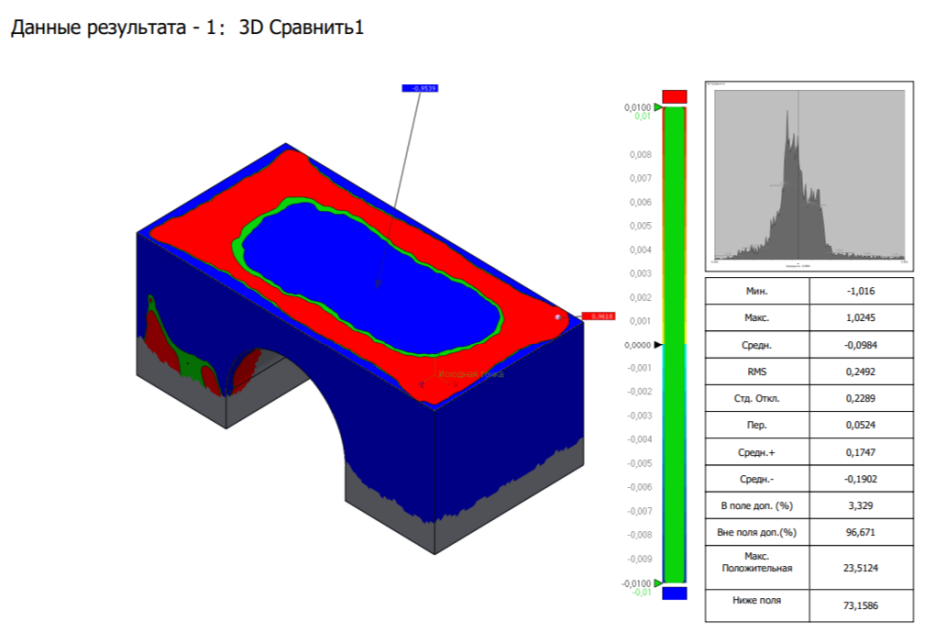 Данные результата - 1: 3D Сравнить1
-0,9539
Исходная точка
0,0100
0,01
0,008
0,007
0,006
0,005
0,004
0,003
0,002
0,001
0,0000
-0,001
-0,002
-0,003
-0,004
-0,005
-0,006
-0,007
-0,008
-0,009
-0,0100
-0,01
Мин. -1,016
Макс. 1,0245
Средн. -0,0984
RMS 0,2492
Стд. Откл. 0,2289
Пер. 0,0524
Средн.+ 0,1747
Средн.- -0,1902
В поле доп. (%) 3,329
Вне поля доп.(%) 96,671
Макс.
Положительная 23,5124
Ниже поля 73,1586